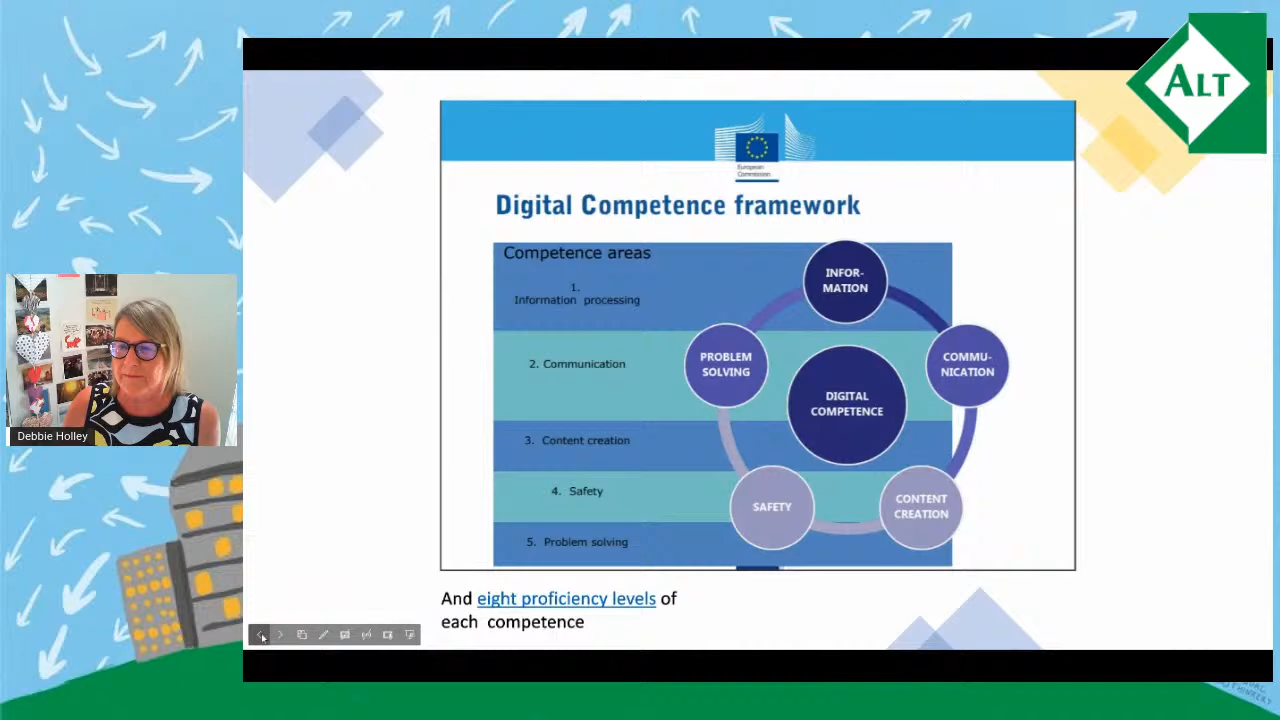 ALT
European
Commission
Digital Competence framework
Competence areas
1.
Information processing
2. Communication
3. Content creation
4. Safety
5. Problem solving
INFOR-
MATION
COMMU-
NICATION
CONTENT
CREATION
SAFETY
PROBLEM
SOLVING
DIGITAL
COMPETENCE
And eight proficiency levels of
each competence
Debbie Holley